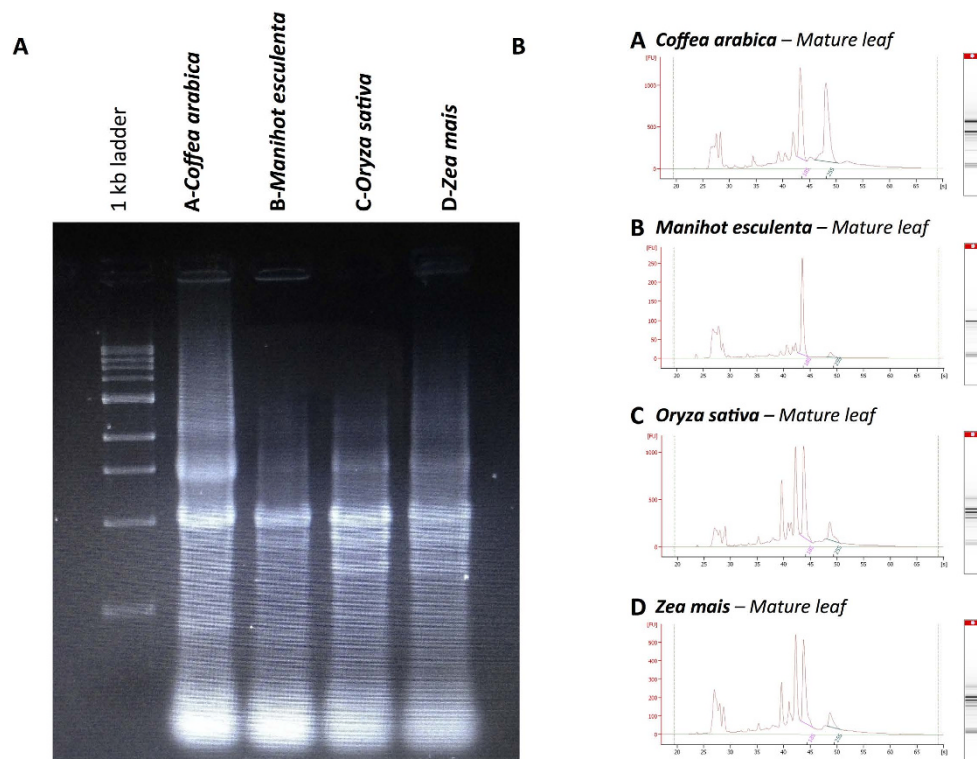 A
1 kb ladder
A-Coffea arabica
B-Manihot esculenta
C-Oryza sativa
D-Zea mais
B
A Coffea arabica – Mature leaf
[FU]
1000
500
0
20 25 30 35 40 45 50 55 60 65 [s]
B Manihot esculenta – Mature leaf
[FU]
250
200
150
100
50
0
20 25 30 35 40 45 50 55 60 65 [s]
C Oryza sativa – Mature leaf
[FU]
1000
500
0
20 25 30 35 40 45 50 55 60 65 [s]
D Zea mais – Mature leaf
[FU]
500
400
300
200
100
0
20 25 30 35 40 45 50 55 60 65 [s]